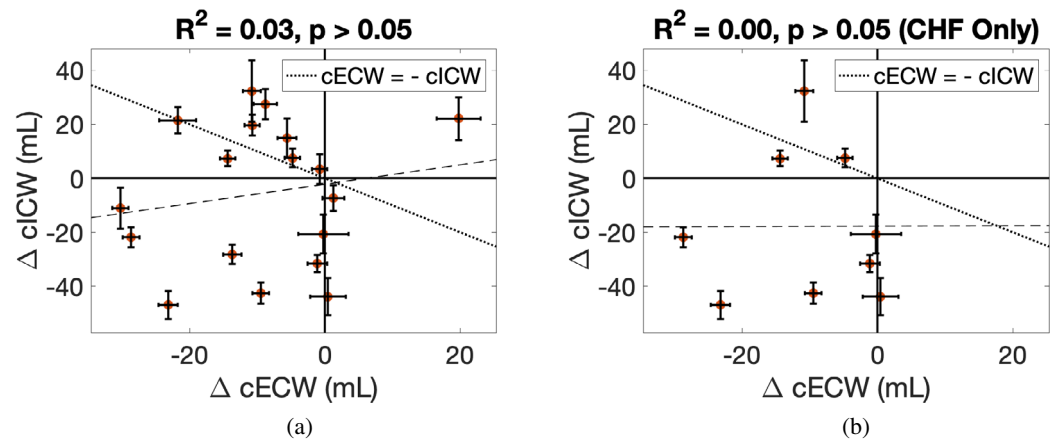 R² = 0.03, p > 0.05
40
20
0
-20
-40
Δ cICW (mL)
cECW = - cICW
-20
0
20
Δ cECW (mL)
(a)
R² = 0.00, p > 0.05 (CHF Only)
40
20
0
-20
-40
Δ cICW (mL)
cECW = - cICW
-20
0
20
Δ cECW (mL)
(b)